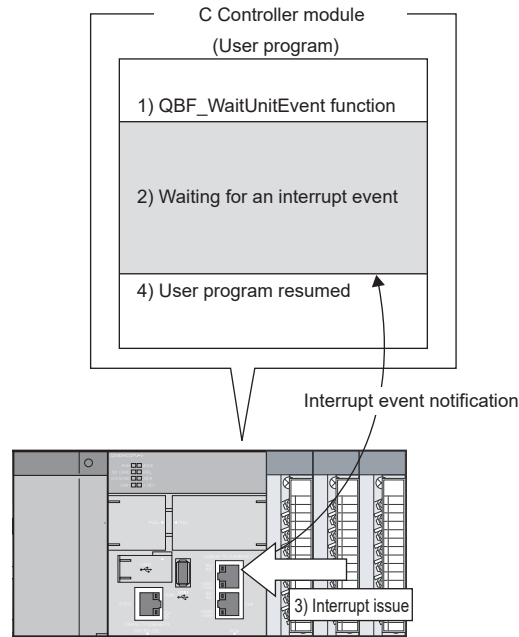 C Controller module
(User program)
1) QBF_WaitUnitEvent function
2) Waiting for an interrupt event
4) User program resumed
Interrupt event notification
3) Interrupt issue